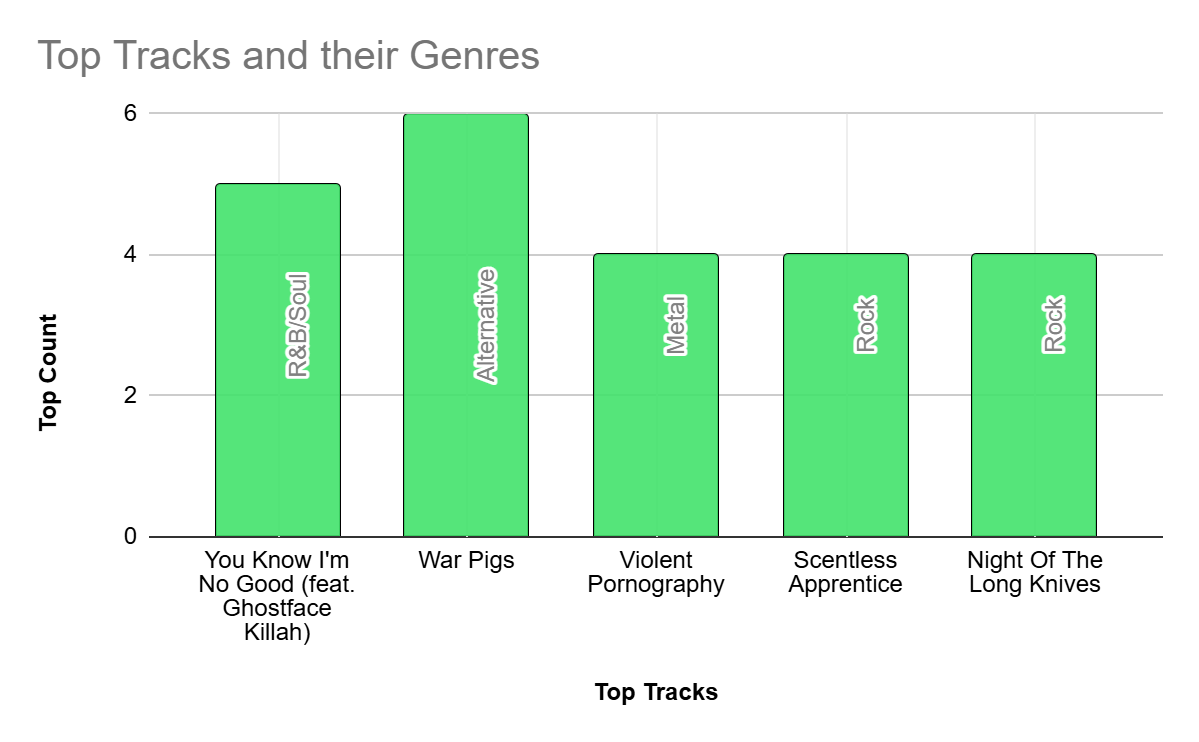 Top Tracks and their Genres
6
4
2
0
Top Count
R&B/Soul
Alternative
Metal
Rock
Rock
You Know I'm
No Good (feat.
Ghostface
Killah)
War Pigs
Violent
Pornography
Scentless
Apprentice
Night Of The
Long Knives
Top Tracks